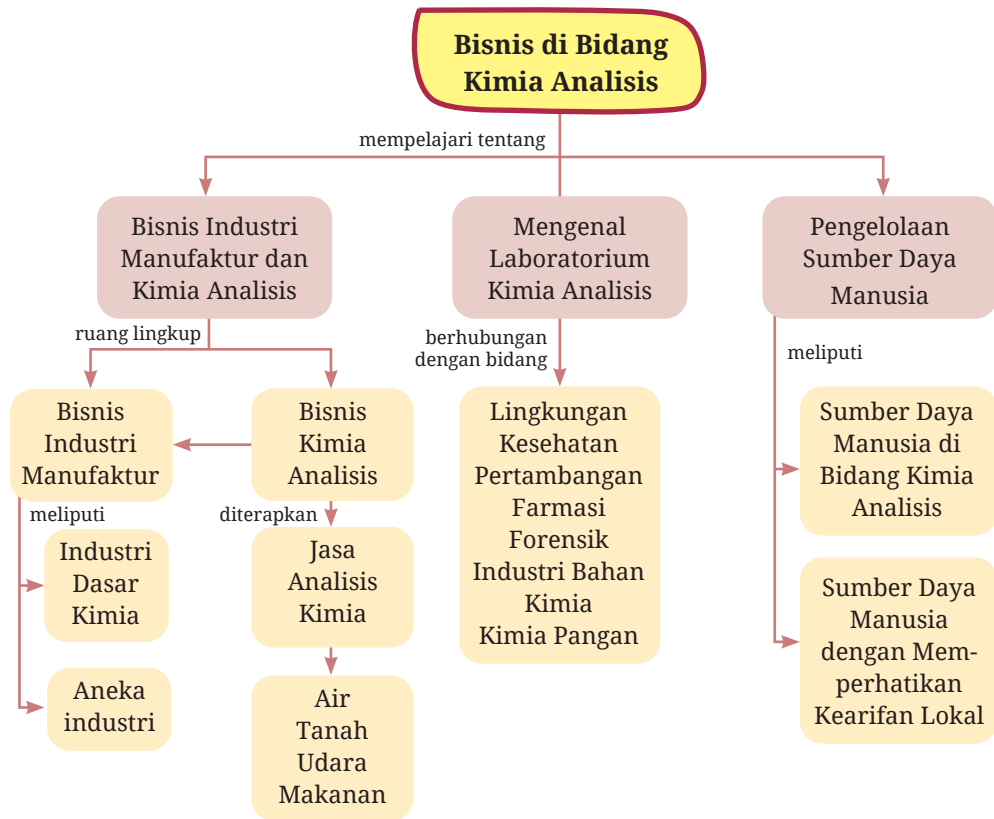 Bisnis di Bidang
Kimia Analisis
mempelajari tentang
Bisnis Industri
Manufaktur dan
Kimia Analisis
Mengenal
Laboratorium
Kimia Analisis
Pengelolaan
Sumber Daya
Manusia
ruang lingkup
berhubungan
dengan bidang
meliputi
Bisnis
Industri
Manufaktur
Bisnis
Kimia
Analisis
Lingkungan
Kesehatan
Pertambangan
Farmasi
Forensik
Industri Bahan
Kimia
Kimia Pangan
Sumber Daya
Manusia di
Bidang Kimia
Analisis
meliputi
diterapkan
Industri
Dasar
Kimia
Jasa
Analisis
Kimia
Sumber Daya
Manusia
dengan Mem-
perhatikan
Kearifan Lokal
Aneka
industri
Air
Tanah
Udara
Makanan